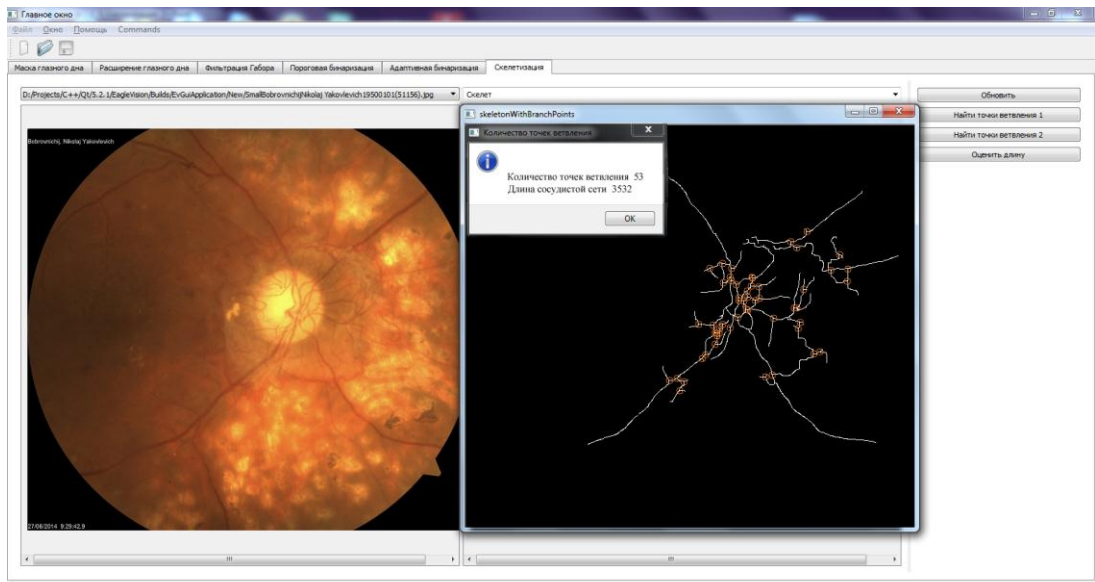 Главное окно
Файл Окно Помощь Commands
Маска глазного дна Расширение глазного дна Фильтрация Габора Пороговая бинаризация Адаптивная бинаризация Скелетизация
D:/Projects/C++/Qt/5.2.1/EagleVision/Builds/EvGuiApplication/New/SmallBobrovnichijNikolaj Yakovlevich19500101(51156).jpg
Скелет
Обновить
Найти точки ветвления 1
Найти точки ветвления 2
Оценить длину
skeletonWithBranchPoints
Количество точек ветвления
Количество точек ветвления 53
Длина сосудистой сети 3532
OK
Bobrovnichij, Nikolaj Yakovlevich
27/08/2014 9:29:42.9